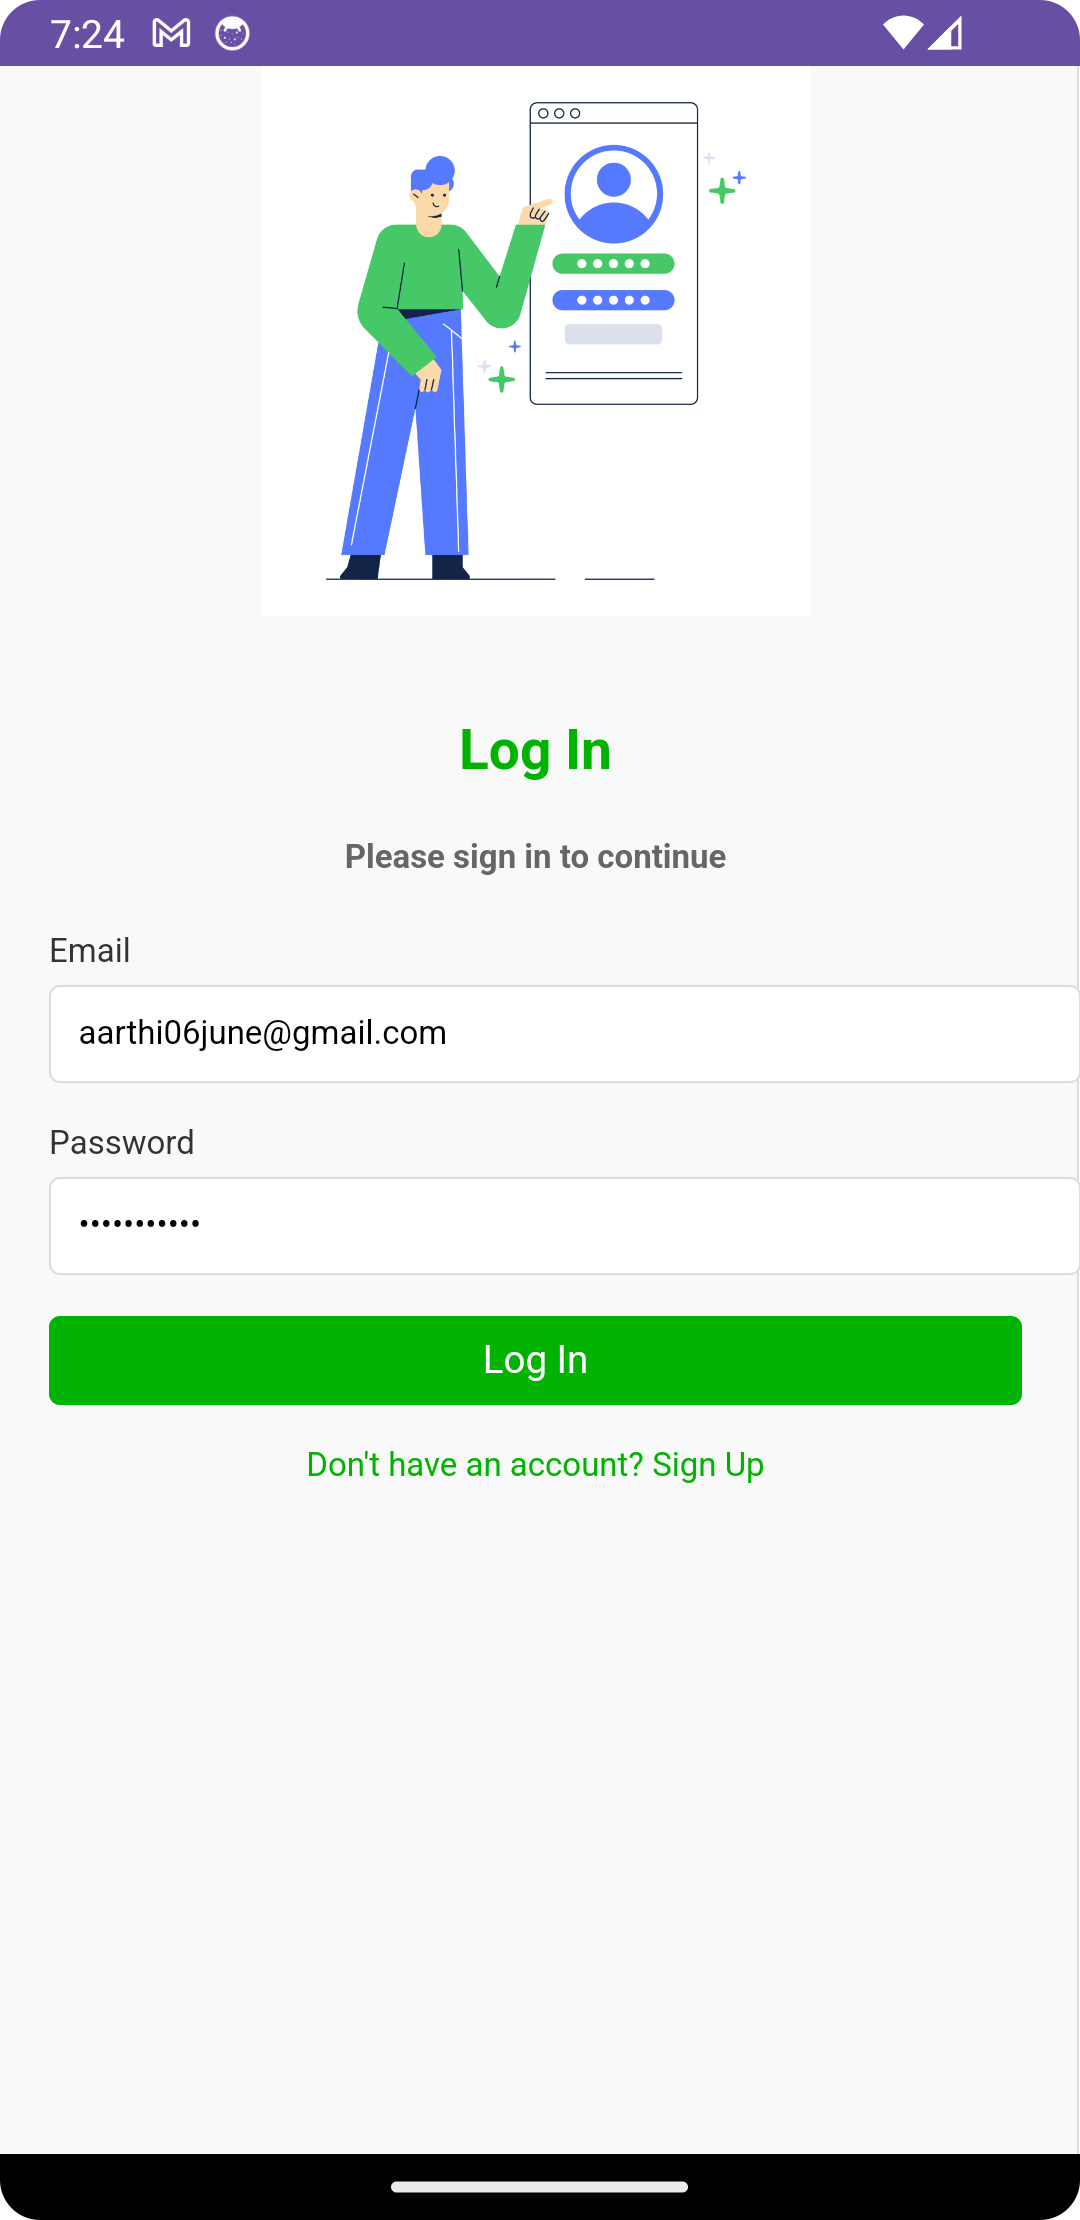 7:24
Log In
Please sign in to continue
Email
aarthi06june@gmail.com
Password
•••••••••••
Log In
Don't have an account? Sign Up